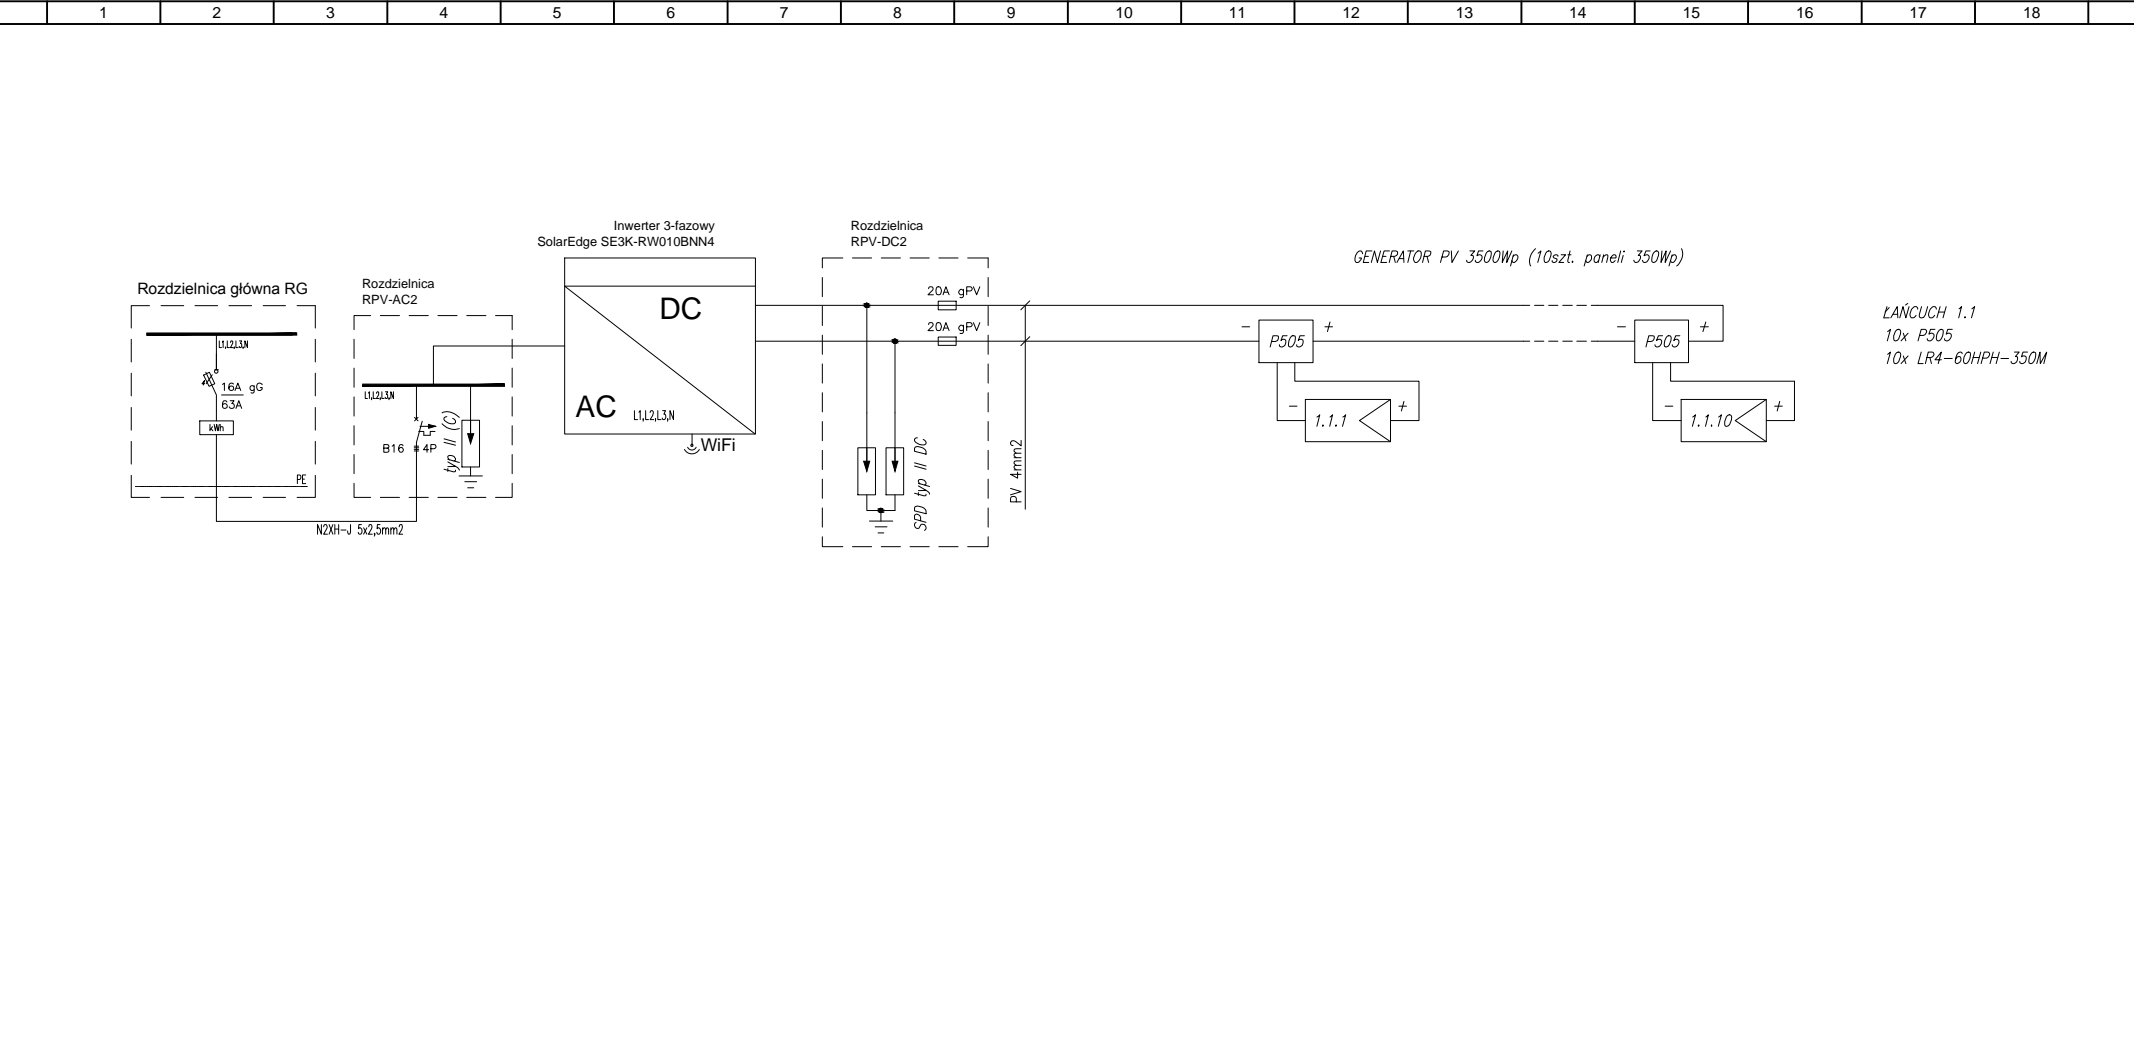 1 2 3 4 5 6 7 8 9 10 11 12 13 14 15 16 17 18
Rozdzielnica główna RG
L1,L2,L3,N
16A gG
63A
kWh
PE
N2XH-J 5x2,5mm2
Rozdzielnica
RPV-AC2
L1,L2,L3,N
B16 4P
typ II (C)
Inwerter 3-fazowy
SolarEdge SE3K-RW010BNN4
DC
AC
L1,L2,L3,N
WiFi
Rozdzielnica
RPV-DC2
20A gPV
20A gPV
SPD typ II DC
PV 4mm2
GENERATOR PV 3500Wp (10szt. paneli 350Wp)
- P505 +
- 1.1.1 +
- P505 +
- 1.1.10 +
ŁAŃCUCH 1.1
10x P505
10x LR4-60HPH-350M